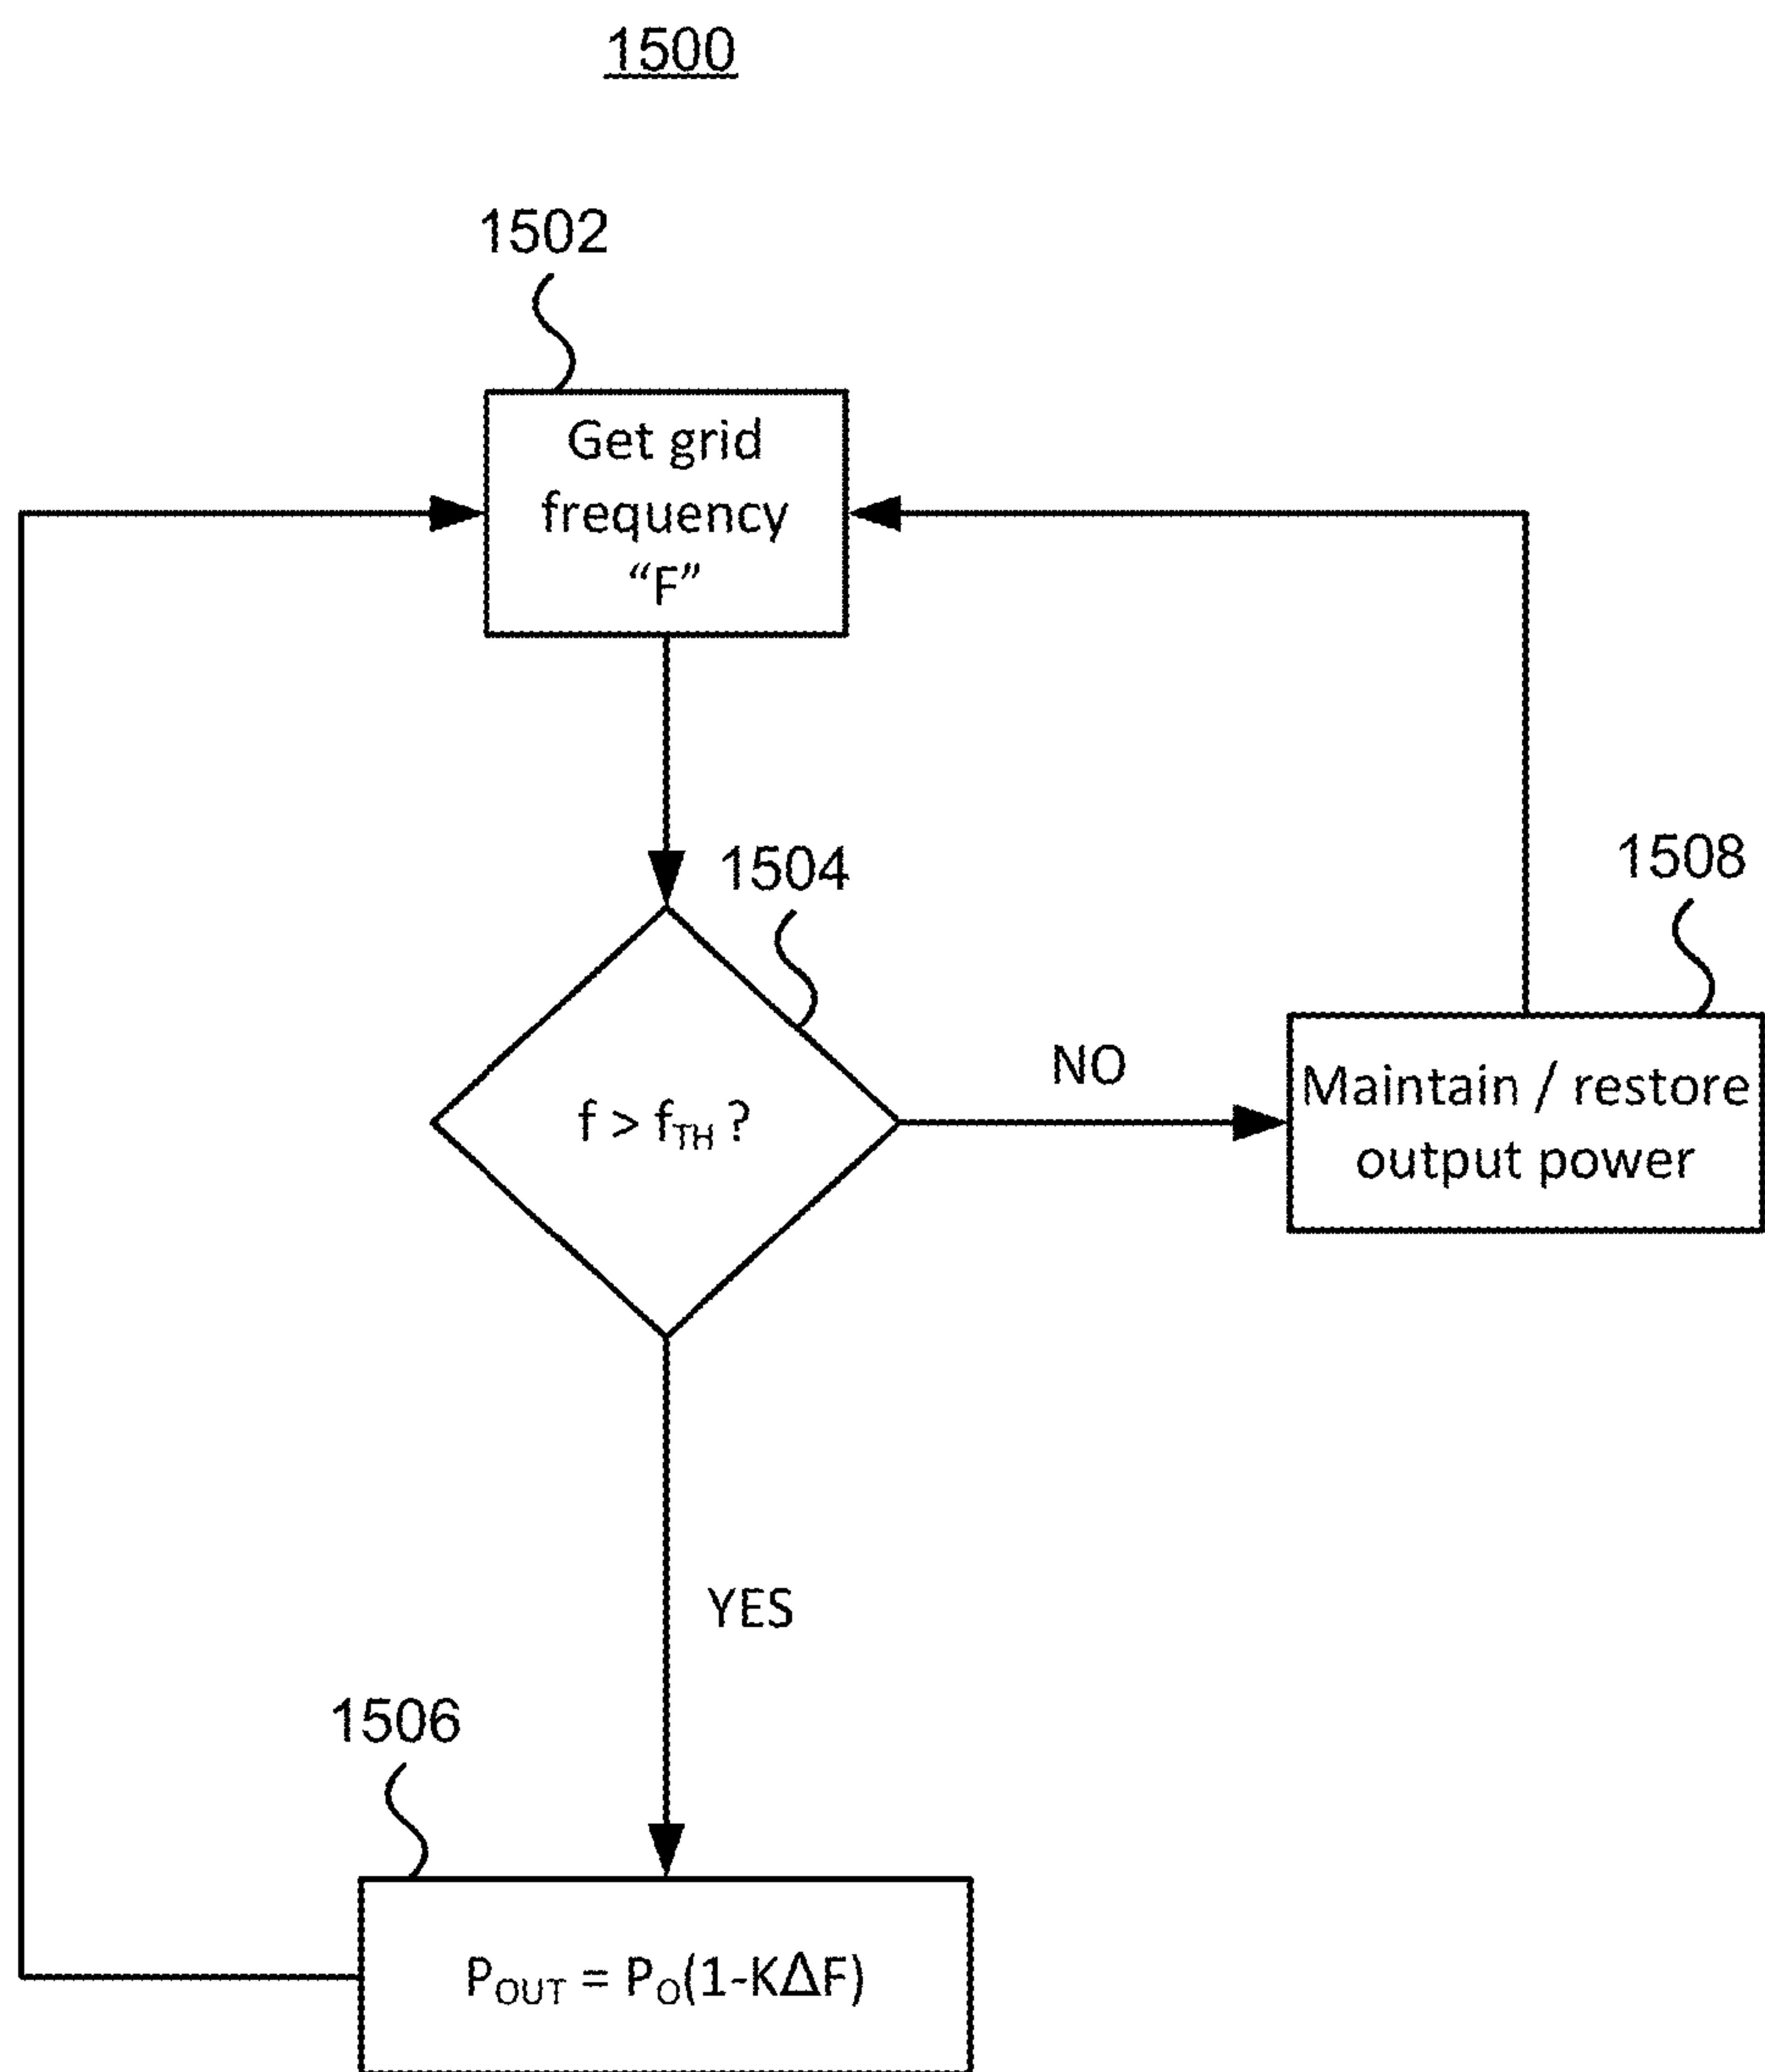 1500
1502
Get grid
frequency
“F”
1504
f > fTH ?
NO
1508
Maintain / restore
output power
YES
1506
POUT = PO(1-KΔF)